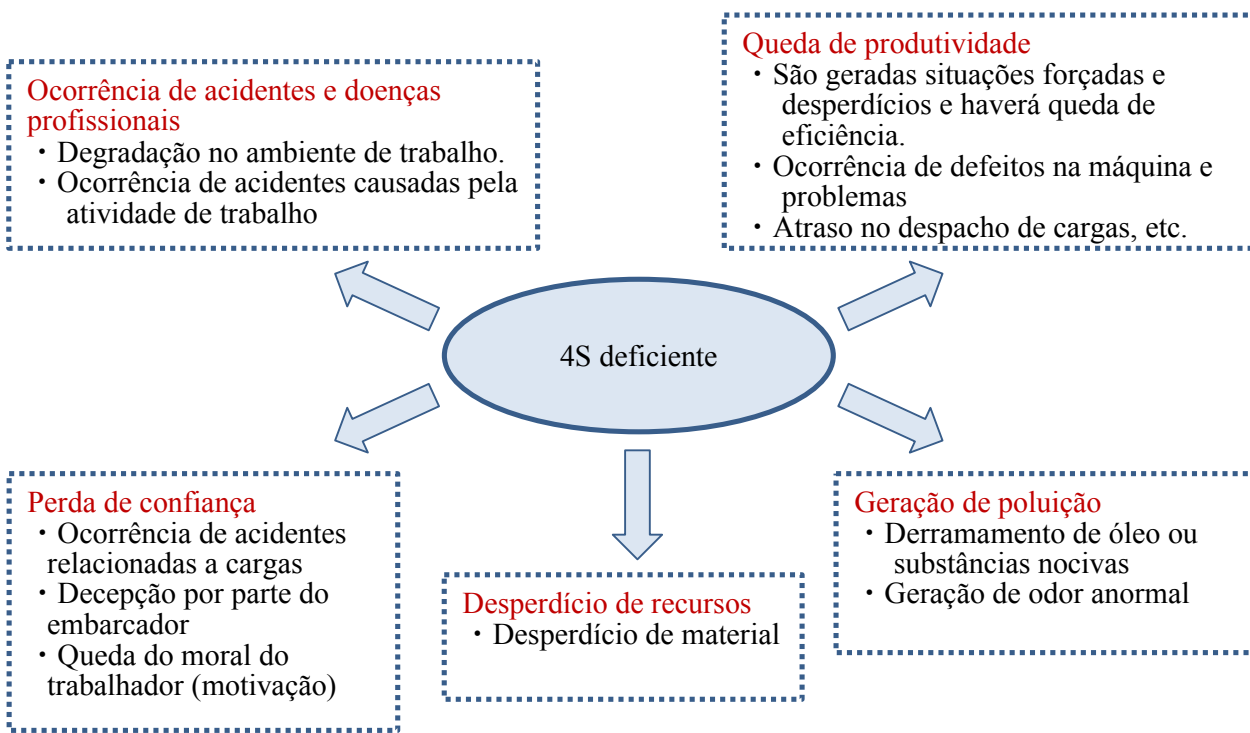 Ocorrência de acidentes e doenças
profissionais
・Degradação no ambiente de trabalho.
・Ocorrência de acidentes causadas pela
atividade de trabalho
Queda de produtividade
・São geradas situações forçadas e
desperdícios e haverá queda de
eficiência.
・Ocorrência de defeitos na máquina e
problemas
・Atraso no despacho de cargas, etc.
4S deficiente
Perda de confiança
・Ocorrência de acidentes
relacionadas a cargas
・Decepção por parte do
embarcador
・Queda do moral do
trabalhador (motivação)
Desperdício de recursos
・Desperdício de material
Geração de poluição
・Derramamento de óleo ou
substâncias nocivas
・Geração de odor anormal